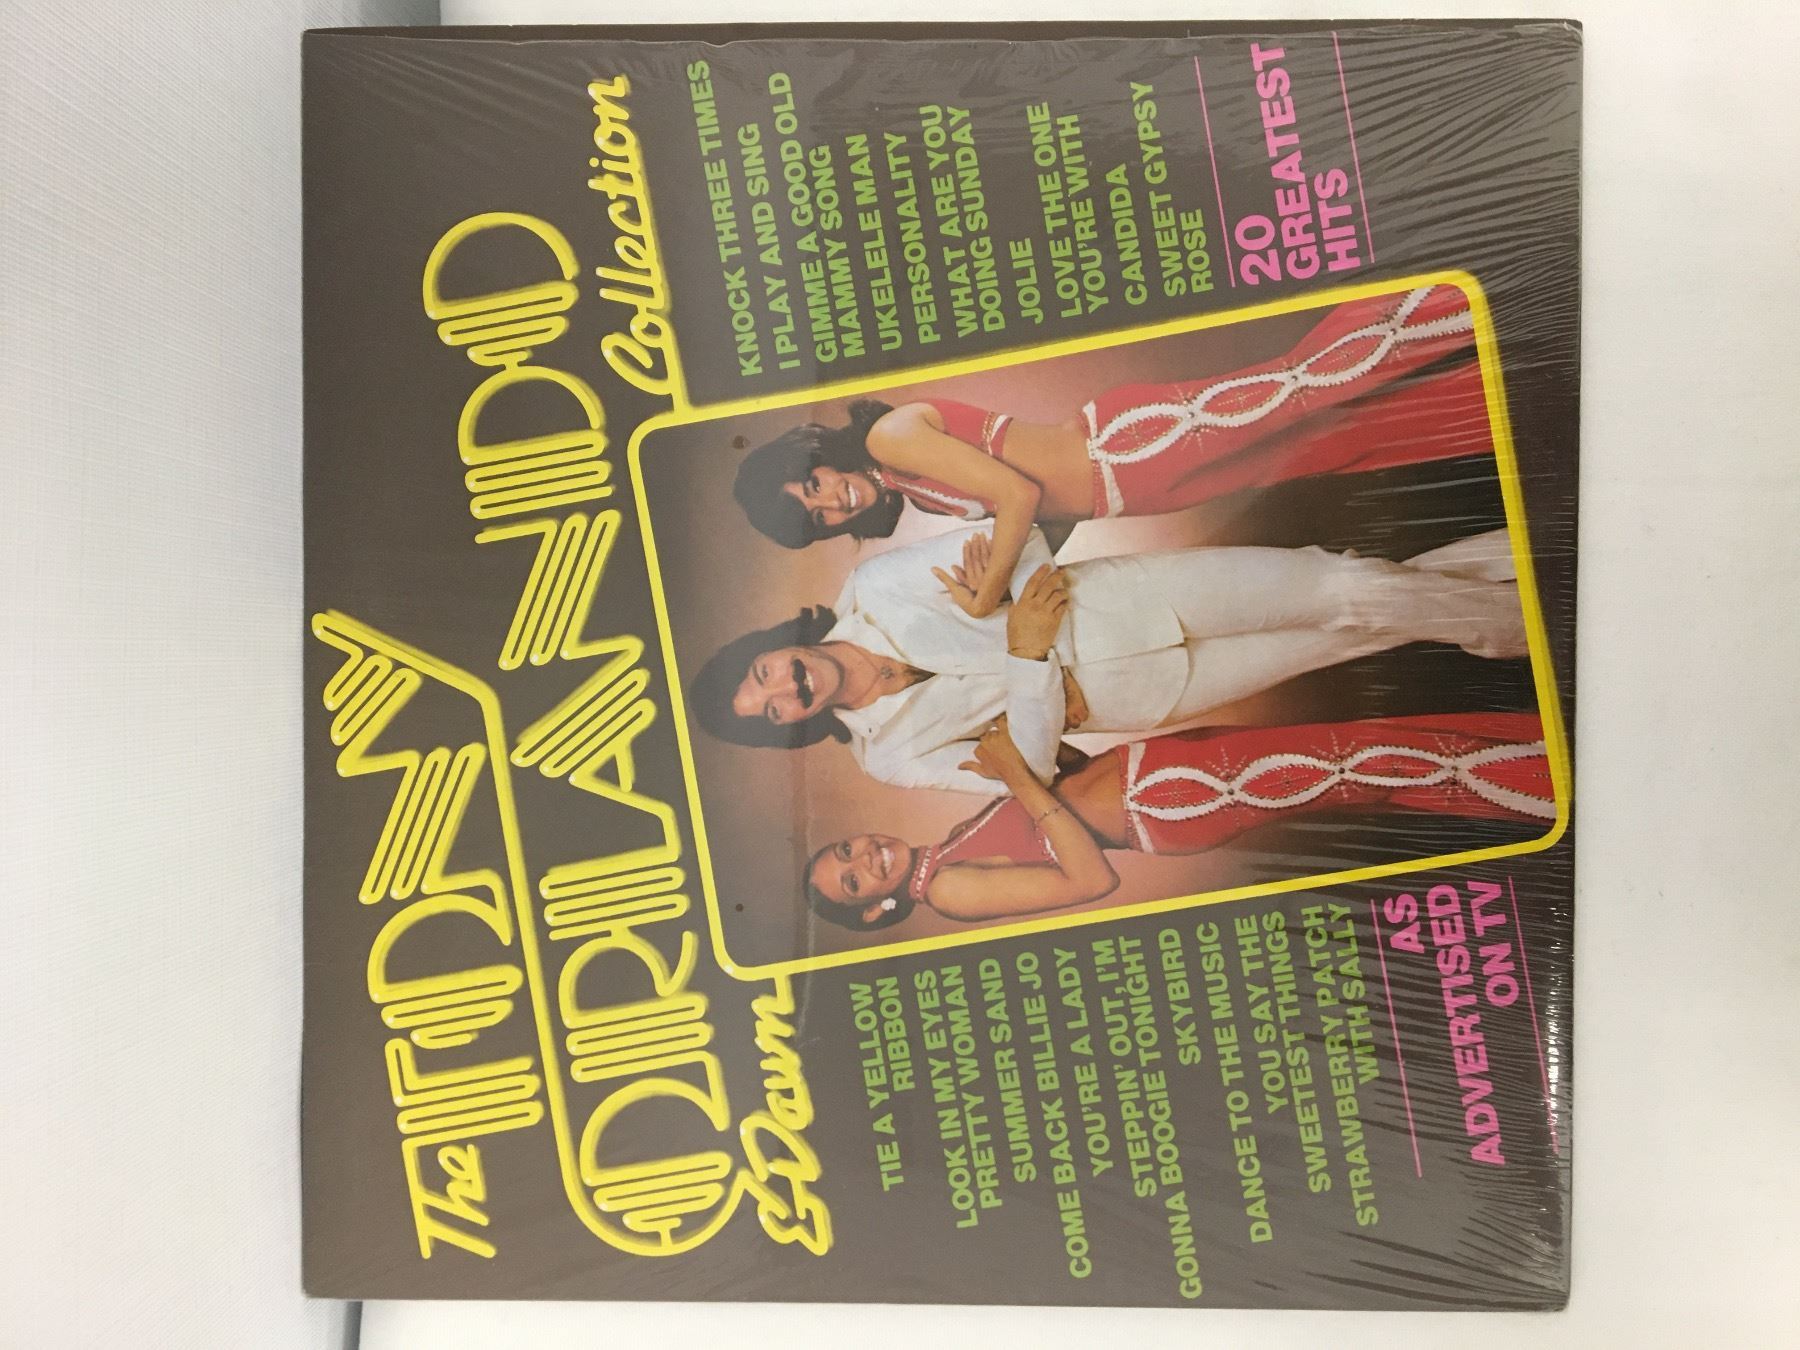 The
TONY
ORLANDO
& Dawn
Collection
TIE A YELLOW
RIBBON
LOOK IN MY EYES
PRETTY WOMAN
SUMMER SAND
COME BACK BILLIE JO
YOU'RE A LADY
STEPPIN' OUT, I'M
GONNA BOOGIE TONIGHT
SKYBIRD
DANCE TO THE MUSIC
YOU SAY THE
SWEETEST THINGS
SWEETBERRY PATCH
STRAWBERRY PATCH
WITH SALLY
AS
ADVERTISED
ON TV
KNOCK THREE TIMES
I PLAY AND SING
GIMME A GOOD OLD
MAMMY SONG
UKELELE MAN
PERSONALITY
WHAT ARE YOU
DOING SUNDAY
JOLIE
LOVE THE ONE
YOU'RE WITH
CANDIDA
SWEET GYPSY
ROSE
20
GREATEST
HITS